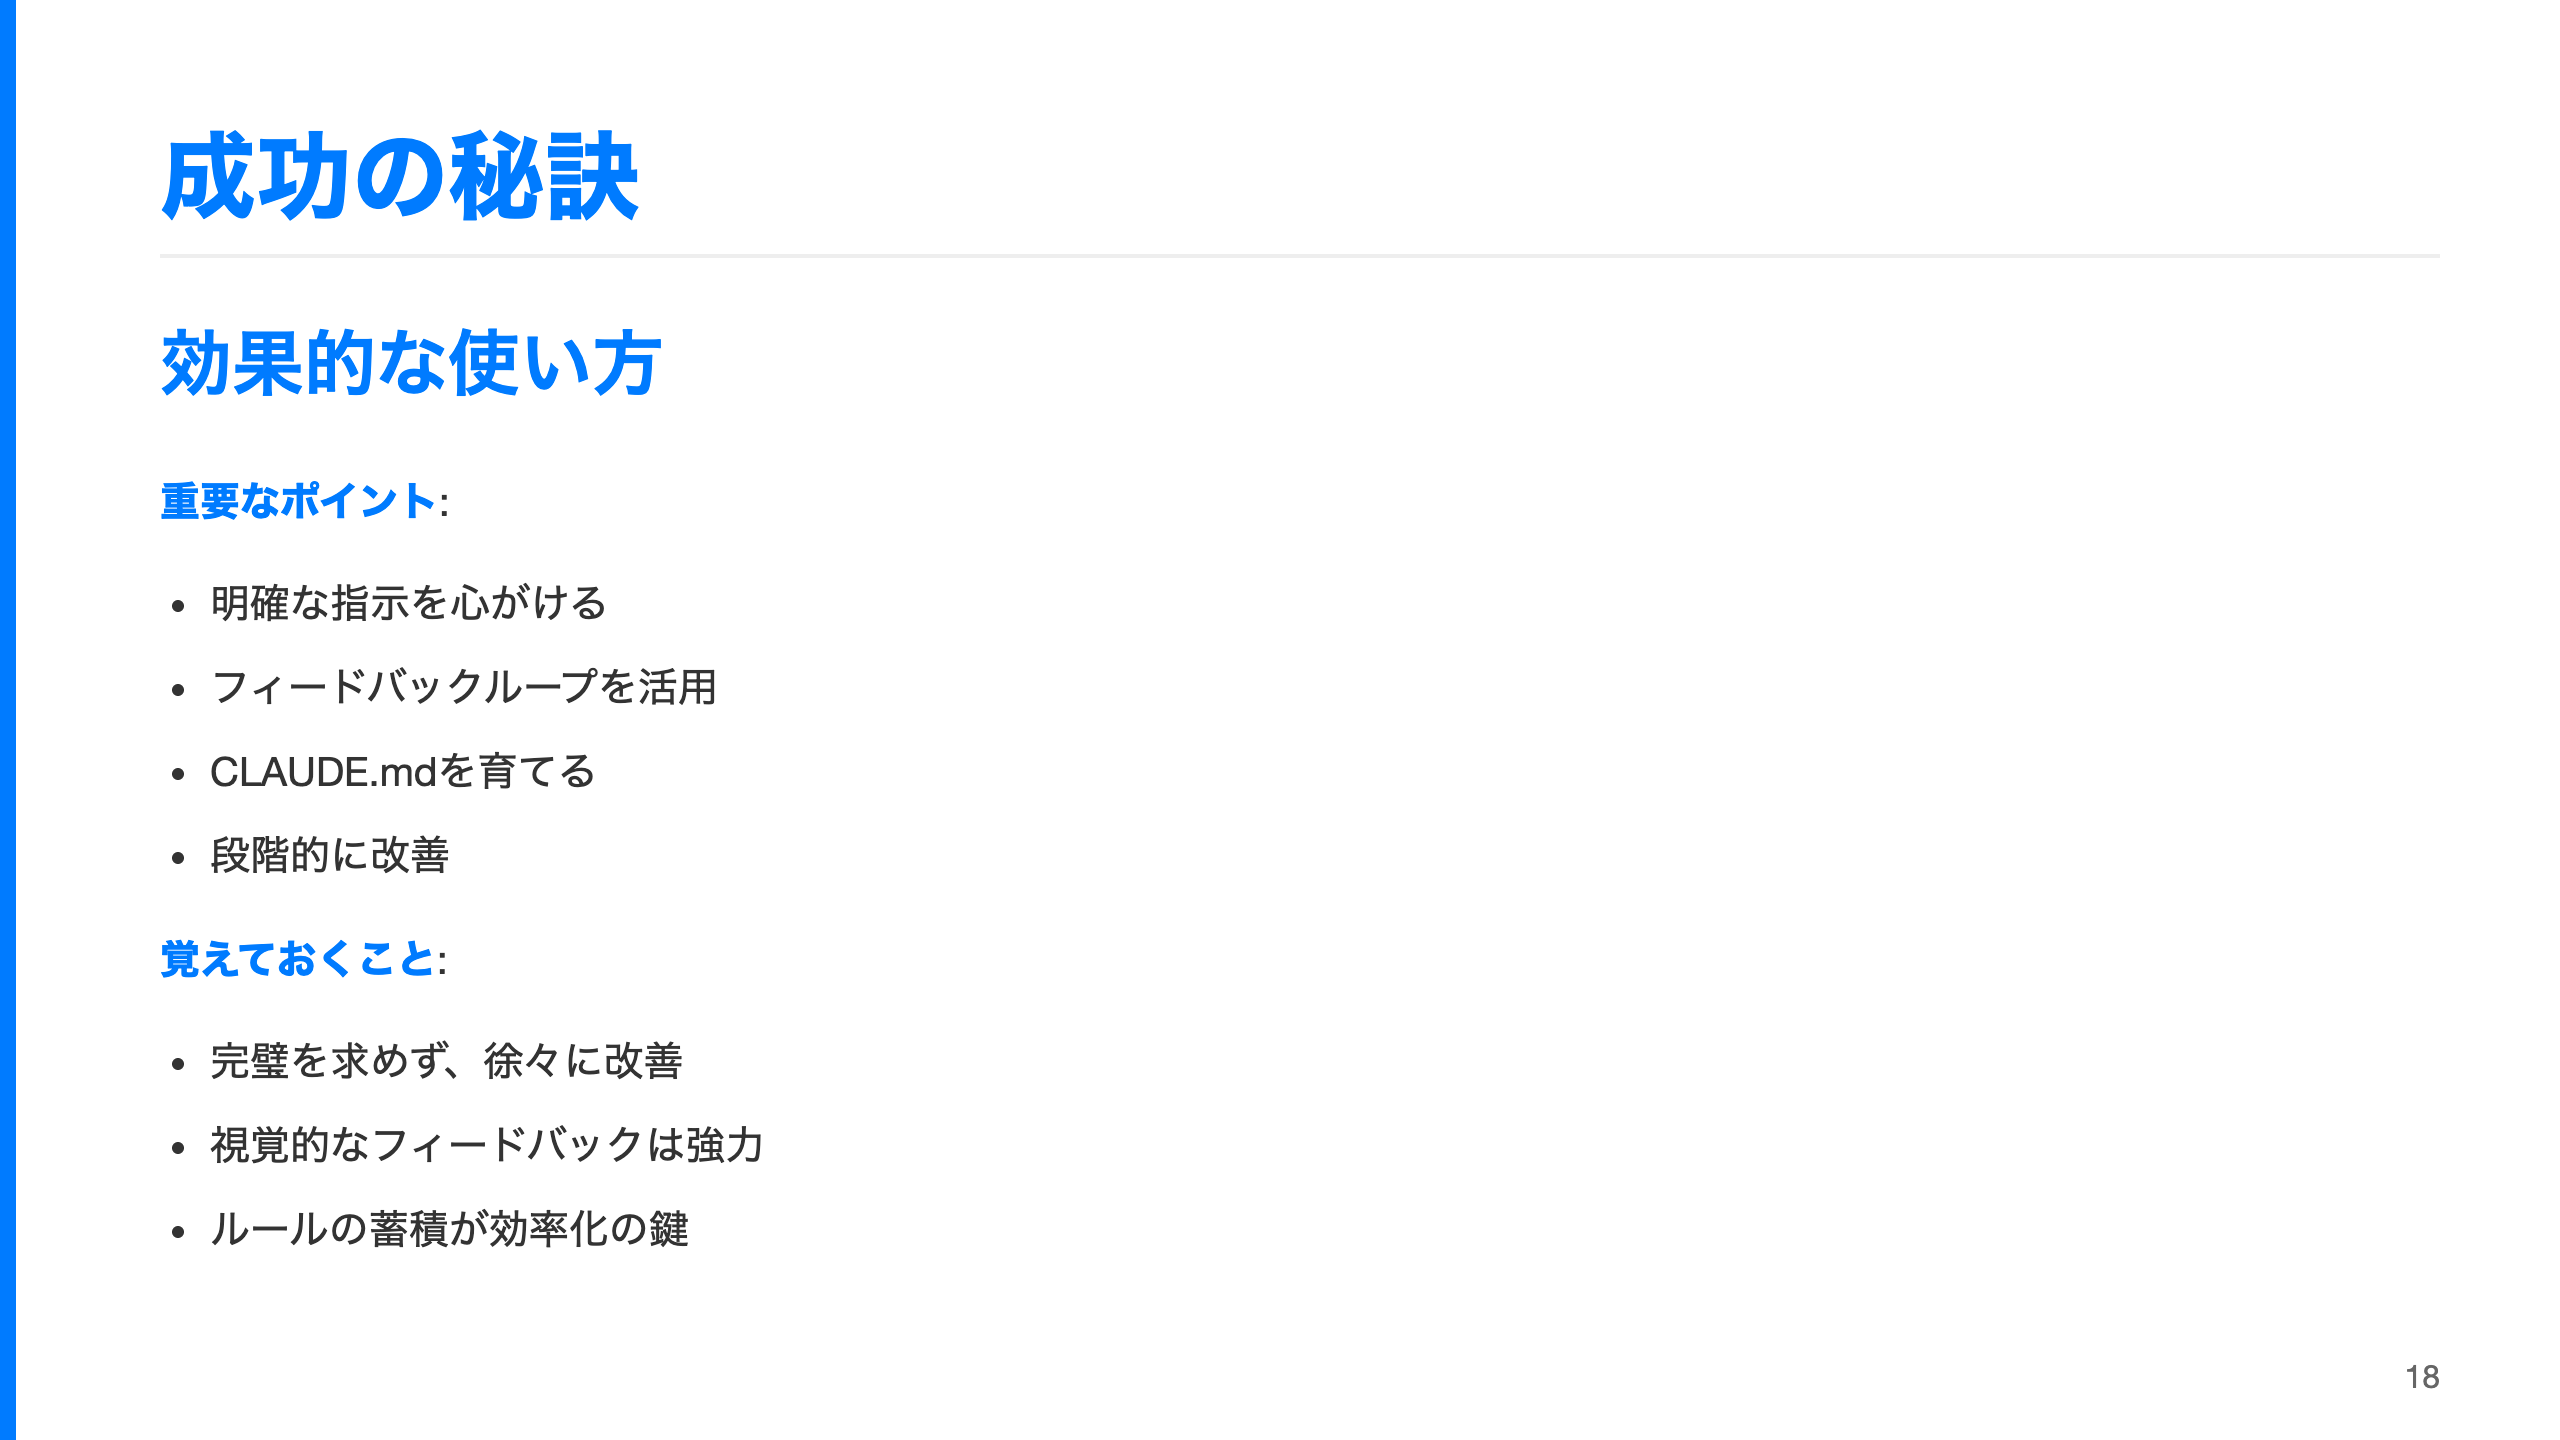 成功の秘訣
効果的な使い方
重要なポイント:
• 明確な指示を心がける
• フィードバックループを活用
• CLAUDE.mdを育てる
• 段階的に改善
覚えておくこと:
• 完璧を求めず、徐々に改善
• 視覚的なフィードバックは強力
• ルールの蓄積が効率化の鍵
18